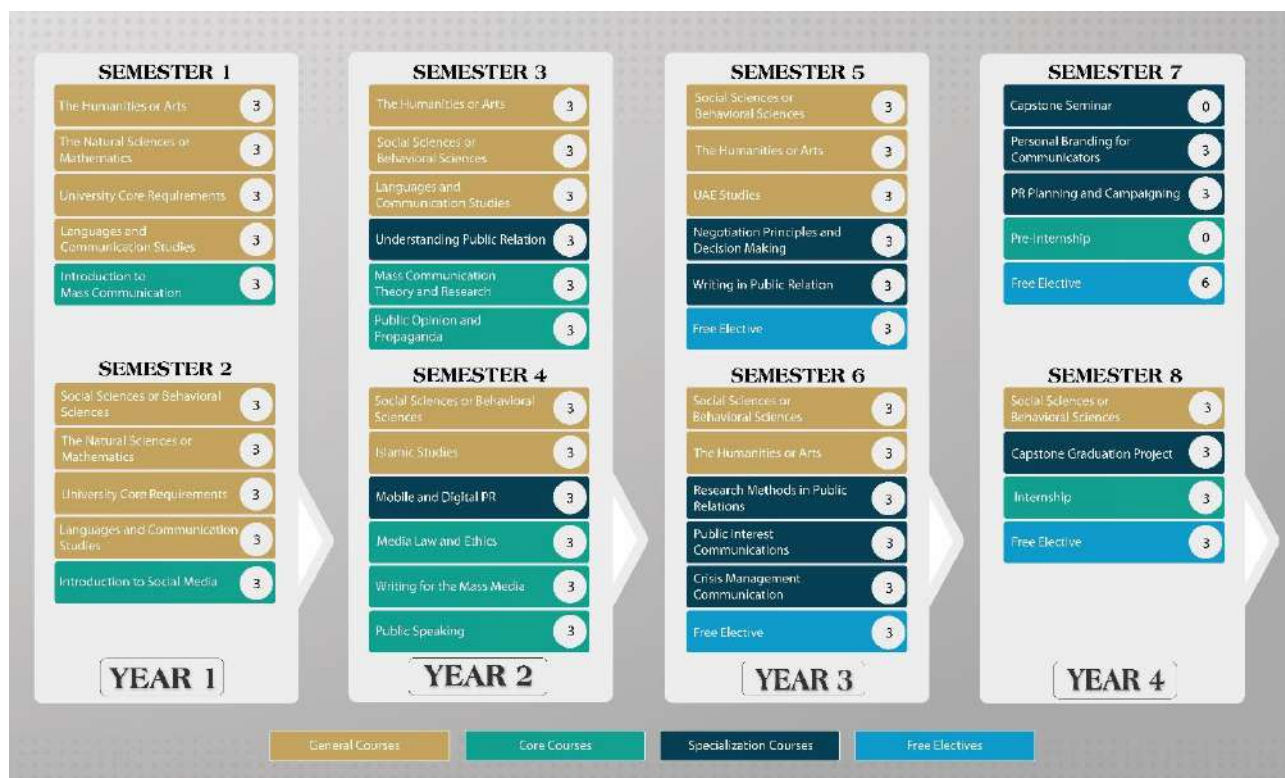 SEMESTER 1
The Humanities or Arts 3
The Natural Sciences or
Mathematics 3
University Core Requirements 3
Languages and
Communication Studies 3
Introduction to
Mass Communication 3
SEMESTER 2
Social Sciences or Behavioral
Sciences 3
The Natural Sciences or
Mathematics 3
University Core Requirements 3
Languages and Communication
Studies 3
Introduction to Social Media 3
YEAR 1
SEMESTER 3
The Humanities or Arts 3
Social Sciences or
Behavioral Sciences 3
Languages and
Communication Studies 3
Understanding Public Relation 3
Mass Communication
Theory and Research 3
Public Opinion and
Propaganda 3
SEMESTER 4
Social Sciences or Behavioral
Sciences 3
Islamic Studies 3
Mobile and Digital PR 3
Media Law and Ethics 3
Writing for the Mass Media 3
Public Speaking 3
YEAR 2
SEMESTER 5
Social Sciences or
Behavioral Sciences 3
The Humanities or Arts 3
UAE Studies 3
Negotiation Principles and
Decision Making 3
Writing in Public Relation 3
Free Elective 3
SEMESTER 6
Social Sciences or
Behavioral Sciences 3
The Humanities or Arts 3
Research Methods in Public
Relations 3
Public Interest
Communications 3
Crisis Management
Communication 3
Free Elective 3
YEAR 3
SEMESTER 7
Capstone Seminar 0
Personal Branding for
Communicators 3
PR Planning and Campaigning 3
Pre-Internship 0
Free Elective 6
SEMESTER 8
Social Sciences or
Behavioral Sciences 3
Capstone Graduation Project 3
Internship 3
Free Elective 3
YEAR 4
General Courses
Core Courses
Specialization Courses
Free Electives